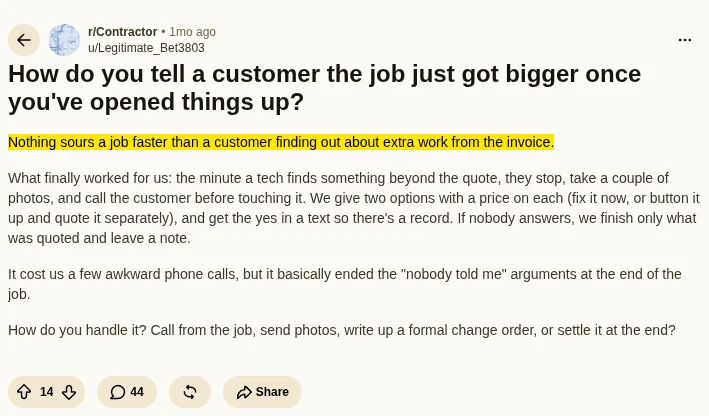 r/Contractor • 1mo ago
u/Legitimate_Bet3803
How do you tell a customer the job just got bigger once
you've opened things up?
Nothing sours a job faster than a customer finding out about extra work from the invoice.
What finally worked for us: the minute a tech finds something beyond the quote, they stop, take a couple of
photos, and call the customer before touching it. We give two options with a price on each (fix it now, or button it
up and quote it separately), and get the yes in a text so there's a record. If nobody answers, we finish only what
was quoted and leave a note.
It cost us a few awkward phone calls, but it basically ended the "nobody told me" arguments at the end of the
job.
How do you handle it? Call from the job, send photos, write up a formal change order, or settle it at the end?
14 44 Share